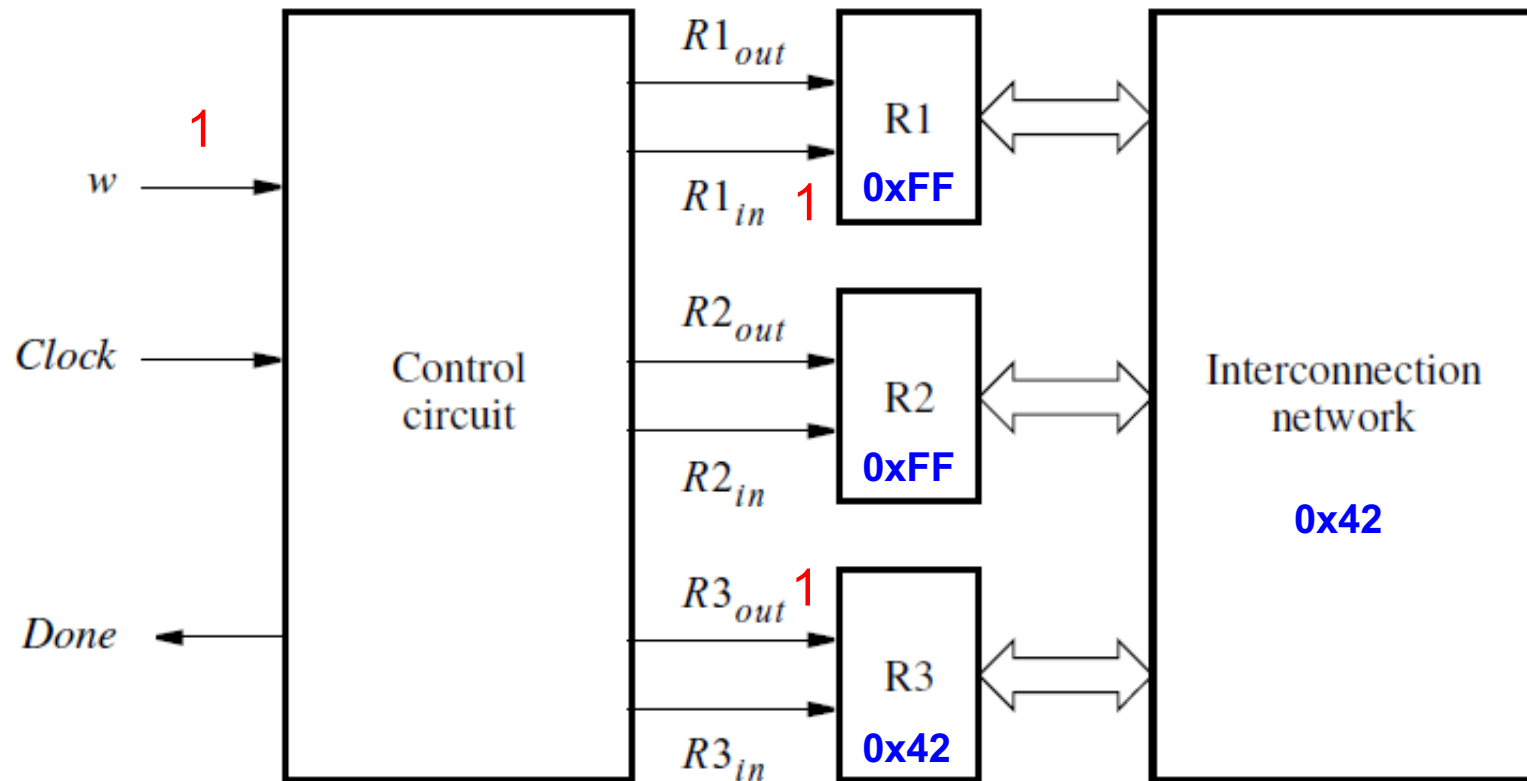 R1out
1
w
R1
0xFF
R1in 1
R2out
Clock
Control
circuit
R2
0xFF
Interconnection
network
R2in
0x42
R3out 1
Done
R3
0x42
R3in